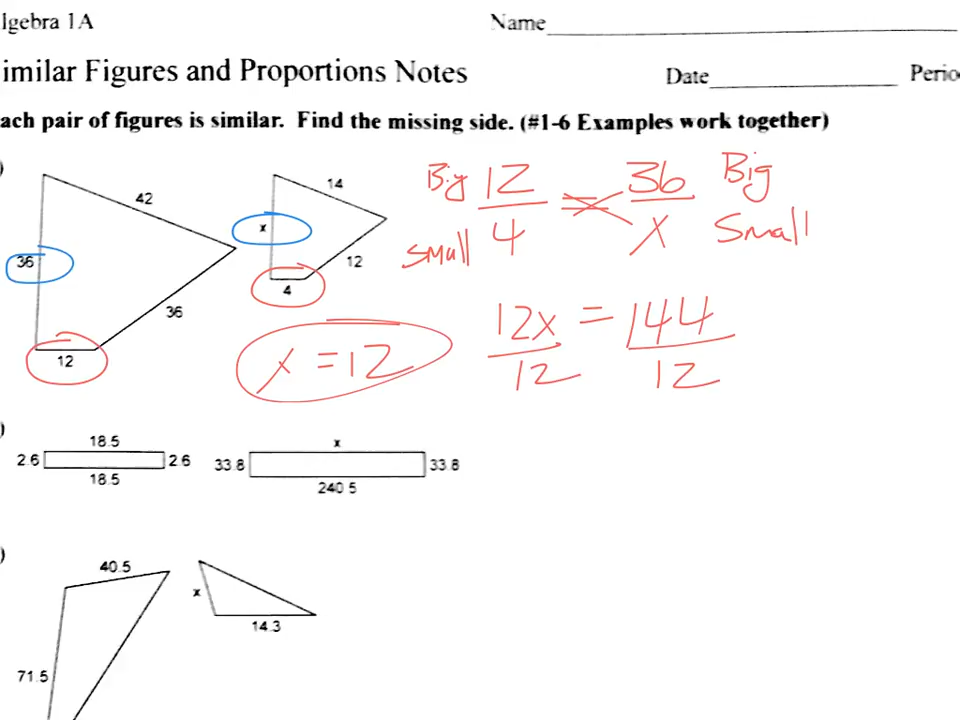 lgebra 1A
Name
imilar Figures and Proportions Notes
Date
Perio
ach pair of figures is similar. Find the missing side. (#1-6 Examples work together)
)
42
36
36
12
14
x
12
4
Big 12 = 36 Big
small 4 x Small
12x = 144
12 12
x = 12
)
18.5
2.6 2.6
18.5
x
33.8 33.8
240.5
)
40.5
71.5
x
14.3